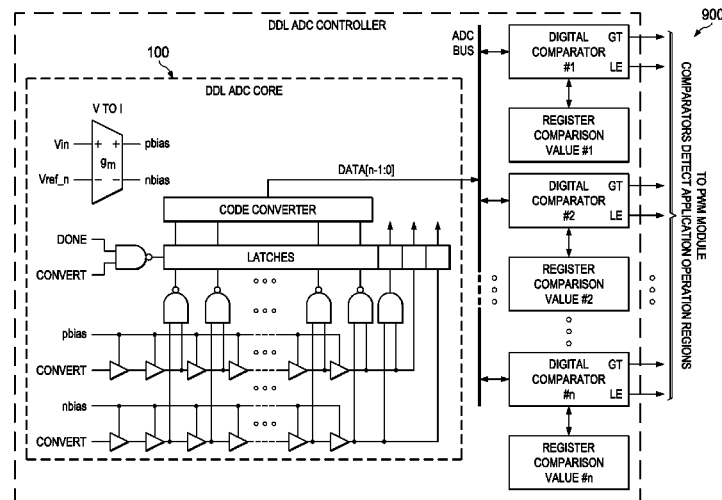 DDL ADC CONTROLLER
900
100
DDL ADC CORE
V TO I
Vin
+ +
pbias
gm
Vref_n
- -
nbias
DATA[n-1:0]
CODE CONVERTER
DONE
CONVERT
LATCHES
pbias
CONVERT
nbias
CONVERT
ADC
BUS
DIGITAL
COMPARATOR
#1
GT
LE
REGISTER
COMPARISON
VALUE #1
DIGITAL
COMPARATOR
#2
GT
LE
REGISTER
COMPARISON
VALUE #2
DIGITAL
COMPARATOR
#n
GT
LE
REGISTER
COMPARISON
VALUE #n
TO PWM MODULE
COMPARATORS DETECT APPLICATION OPERATION REGIONS